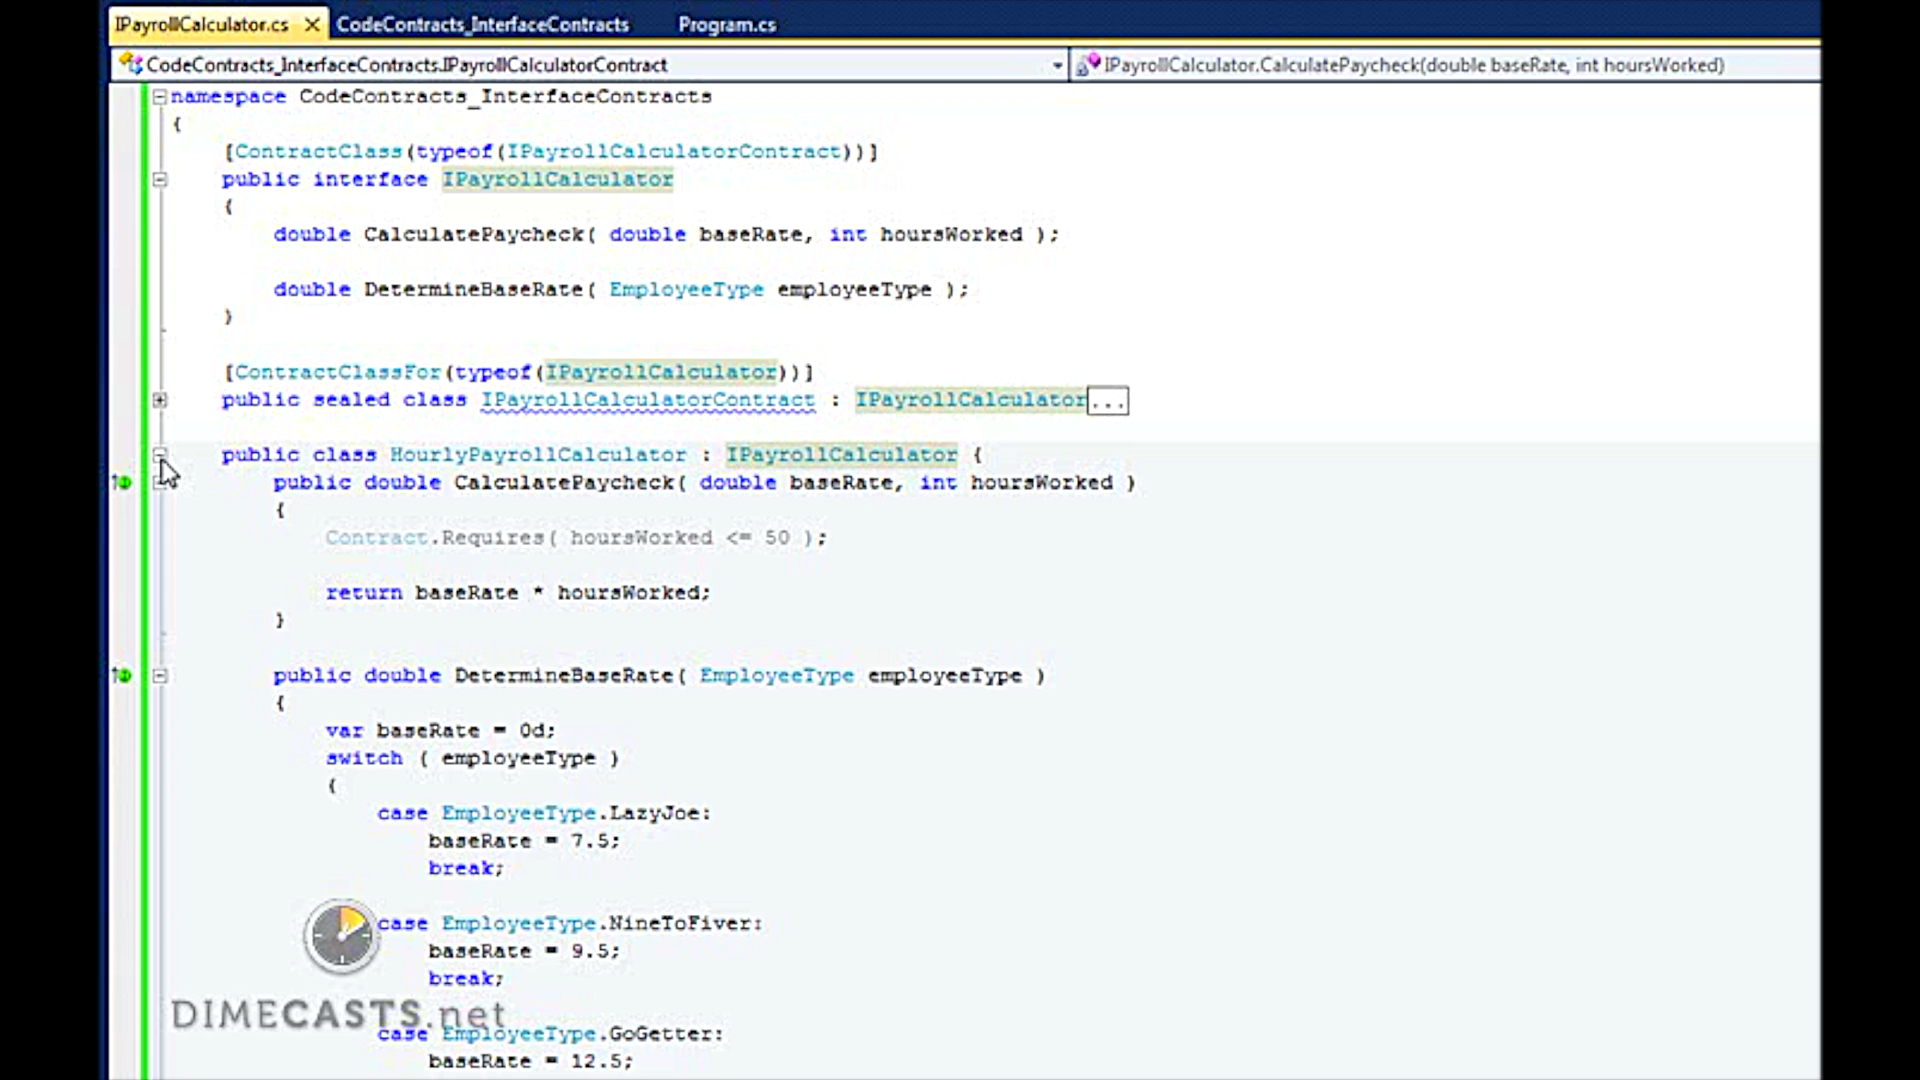 IPayrollCalculator.cs CodeContracts_InterfaceContracts Program.cs
CodeContracts_InterfaceContracts.IPayrollCalculatorContract IPayrollCalculator.CalculatePaycheck(double baseRate, int hoursWorked)
namespace CodeContracts_InterfaceContracts
{
[ContractClass(typeof(IPayrollCalculatorContract))]
public interface IPayrollCalculator
{
double CalculatePaycheck( double baseRate, int hoursWorked );
double DetermineBaseRate( EmployeeType employeeType );
}
[ContractClassFor(typeof(IPayrollCalculator))]
public sealed class IPayrollCalculatorContract : IPayrollCalculator...
public class HourlyPayrollCalculator : IPayrollCalculator {
public double CalculatePaycheck( double baseRate, int hoursWorked )
{
Contract.Requires( hoursWorked <= 50 );
return baseRate * hoursWorked;
}
public double DetermineBaseRate( EmployeeType employeeType )
{
var baseRate = 0d;
switch ( employeeType )
{
case EmployeeType.LazyJoe:
baseRate = 7.5;
break;
case EmployeeType.NineToFiver:
baseRate = 9.5;
break;
DIMECASTS.net
case EmployeeType.GoGetter:
baseRate = 12.5;